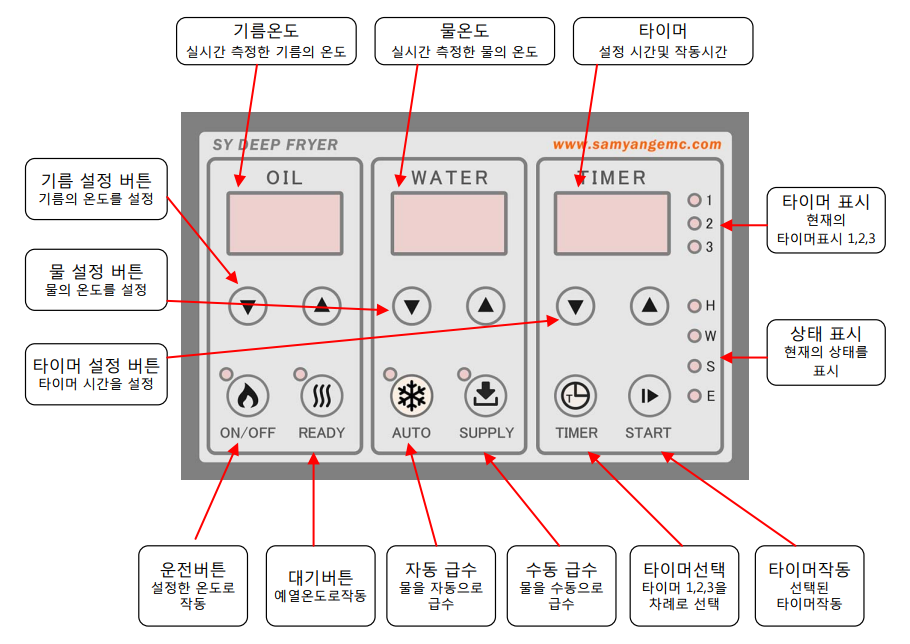 기름온도
실시간 측정한 기름의 온도
물온도
실시간 측정한 물의 온도
타이머
설정 시간및 작동시간
SY DEEP FRYER
www.samyangemc.com
OIL
WATER
TIMER
1
2
3
H
W
S
E
ON/OFF
READY
AUTO
SUPPLY
T
TIMER
START
기름 설정 버튼
기름의 온도를 설정
물 설정 버튼
물의 온도를 설정
타이머 설정 버튼
타이머 시간을 설정
타이머 표시
현재의
타이머표시 1,2,3
상태 표시
현재의 상태를
표시
운전버튼
설정한 온도로
작동
대기버튼
예열온도로작동
자동 급수
물을 자동으로
급수
수동 급수
물을 수동으로
급수
타이머선택
타이머 1,2,3을
차례로 선택
타이머작동
선택된
타이머작동